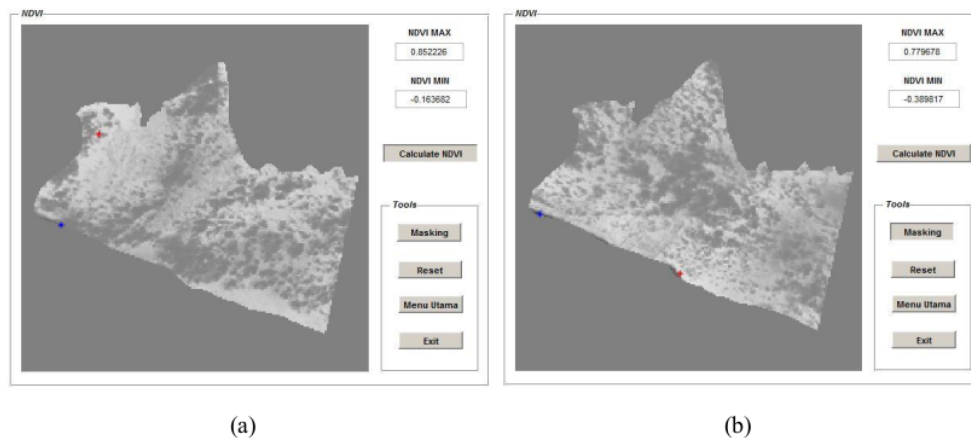 NDVI
NDVI MAX
0.852226
NDVI MIN
-0.163682
Calculate NDVI
Tools
Masking
Reset
Menu Utama
Exit
(a)
NDVI
NDVI MAX
0.779678
NDVI MIN
-0.389817
Calculate NDVI
Tools
Masking
Reset
Menu Utama
Exit
(b)